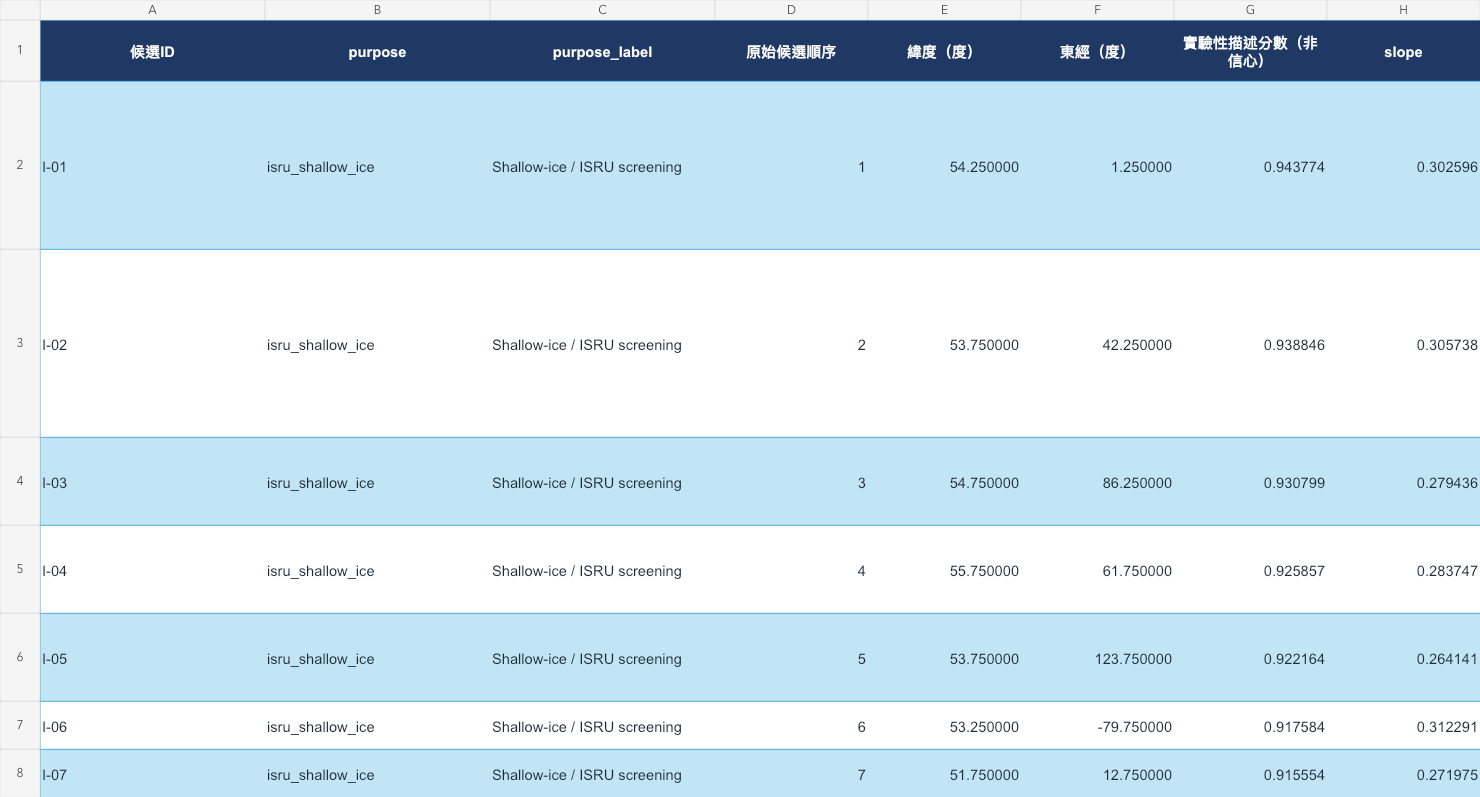 A B C D E F G H
1 候選ID purpose purpose_label 原始候選順序 緯度（度） 東經（度） 實驗性描述分數（非信心） slope
2 I-01 isru_shallow_ice Shallow-ice / ISRU screening 1 54.250000 1.250000 0.943774 0.302596
3 I-02 isru_shallow_ice Shallow-ice / ISRU screening 2 53.750000 42.250000 0.938846 0.305738
4 I-03 isru_shallow_ice Shallow-ice / ISRU screening 3 54.750000 86.250000 0.930799 0.279436
5 I-04 isru_shallow_ice Shallow-ice / ISRU screening 4 55.750000 61.750000 0.925857 0.283747
6 I-05 isru_shallow_ice Shallow-ice / ISRU screening 5 53.750000 123.750000 0.922164 0.264141
7 I-06 isru_shallow_ice Shallow-ice / ISRU screening 6 53.250000 -79.750000 0.917584 0.312291
8 I-07 isru_shallow_ice Shallow-ice / ISRU screening 7 51.750000 12.750000 0.915554 0.271975